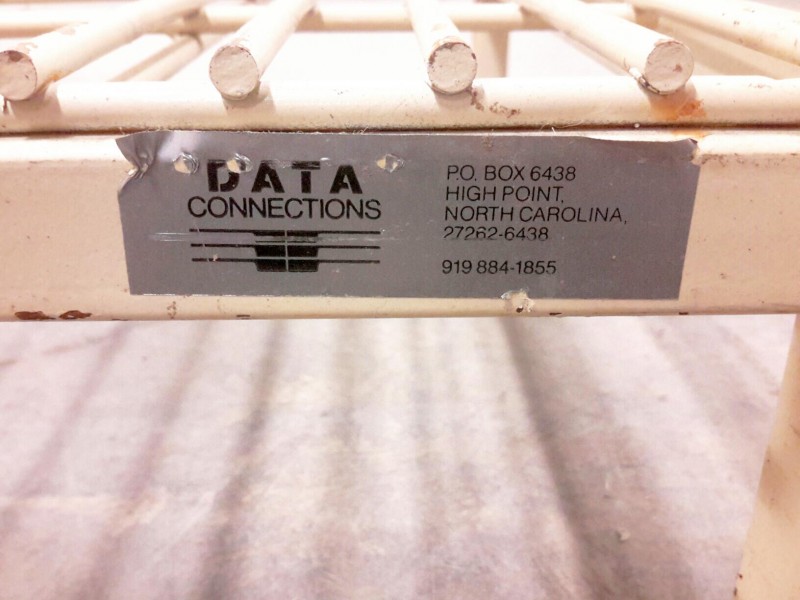 DATA
CONNECTIONS
P.O. BOX 6438
HIGH POINT,
NORTH CAROLINA,
27262-6438
919 884-1855